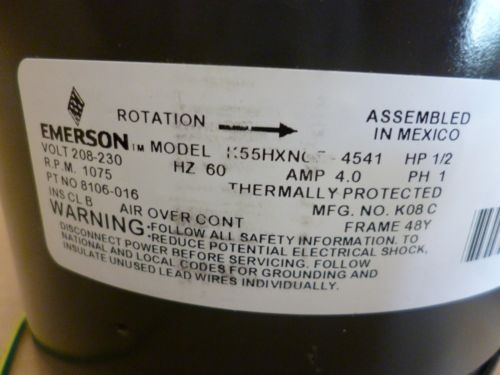 ROTATION → ASSEMBLED
IN MEXICO
EMERSON TM MODEL 4541 HP 1/2
VOLT 208-230 HZ 60 AMP 4.0 PH 1
R.P.M. 1075 THERMALLY PROTECTED
PT NO 8106-016 MFG. NO. K08 C
INS CL B AIR OVER CONT FRAME 48Y
WARNING-FOLLOW ALL SAFETY INFORMATION. TO
•REDUCE POTENTIAL ELECTRICAL SHOCK,
DISCONNECT POWER BEFORE SERVICING. FOLLOW
NATIONAL AND LOCAL CODES FOR GROUNDING AND
INSULATE UNUSED LEAD WIRES INDIVIDUALLY.